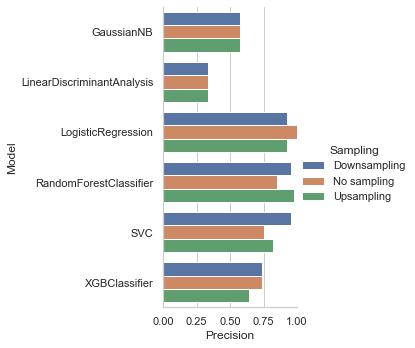 GaussianNB
LinearDiscriminantAnalysis
LogisticRegression
RandomForestClassifier
SVC
XGBClassifier
Model
0.00 0.25 0.50 0.75 1.00
Precision
Sampling
Downsampling
No sampling
Upsampling